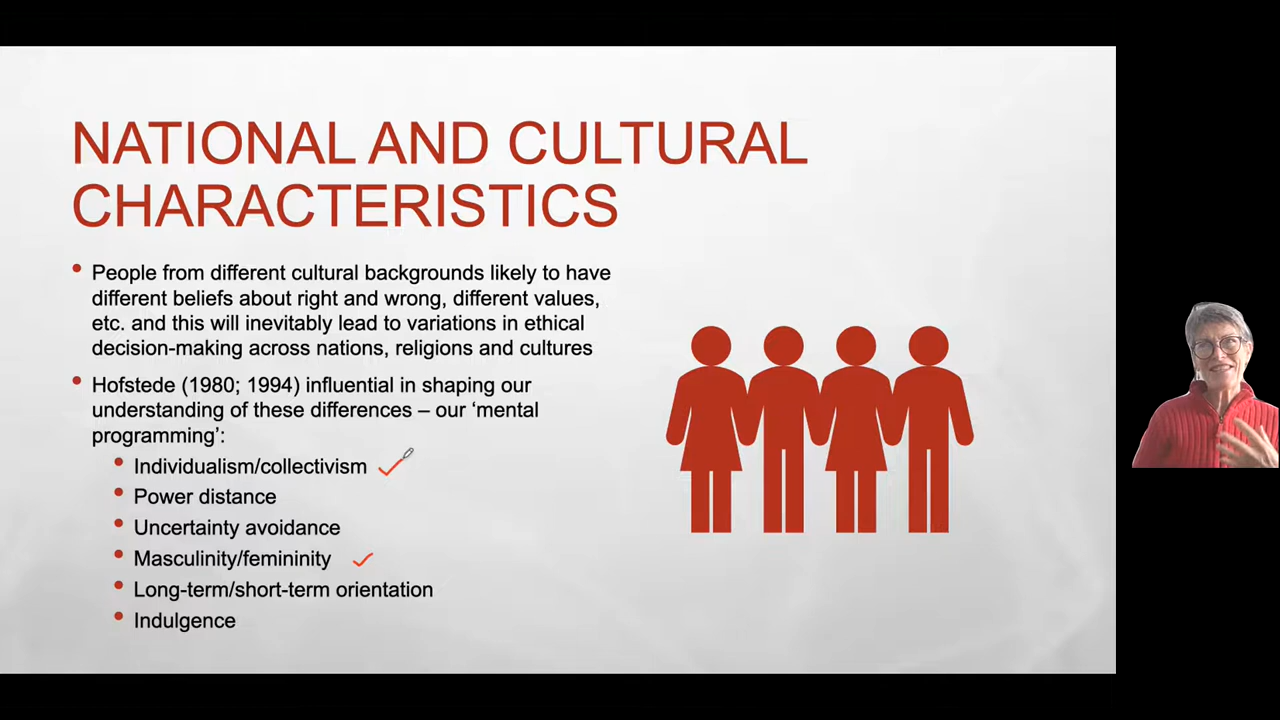 NATIONAL AND CULTURAL
CHARACTERISTICS
• People from different cultural backgrounds likely to have
different beliefs about right and wrong, different values,
etc. and this will inevitably lead to variations in ethical
decision-making across nations, religions and cultures
• Hofstede (1980; 1994) influential in shaping our
understanding of these differences – our ‘mental
programming’:
• Individualism/collectivism
• Power distance
• Uncertainty avoidance
• Masculinity/femininity
• Long-term/short-term orientation
• Indulgence